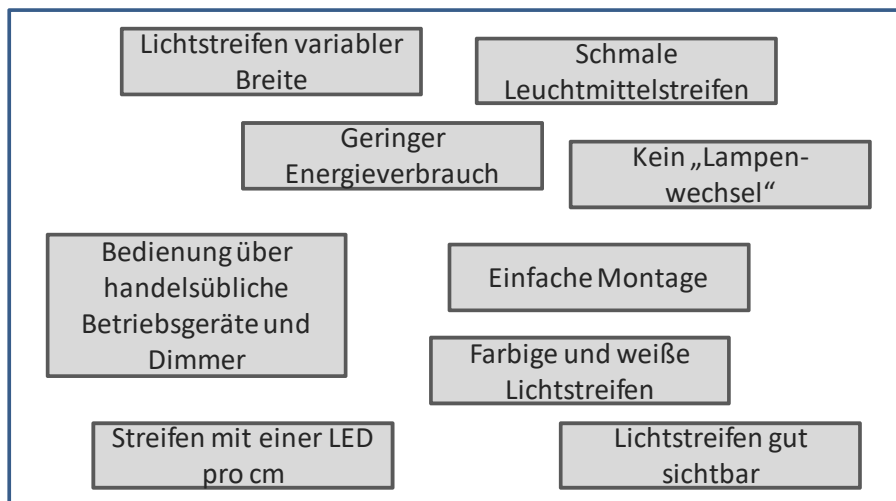 Lichtstreifen variabler
Breite
Schmale
Leuchtmittelstreifen
Geringer
Energieverbrauch
Kein „Lampen-
wechsel“
Bedienung über
handelsübliche
Betriebsgeräte und
Dimmer
Einfache Montage
Farbige und weiße
Lichtstreifen
Streifen mit einer LED
pro cm
Lichtstreifen gut
sichtbar